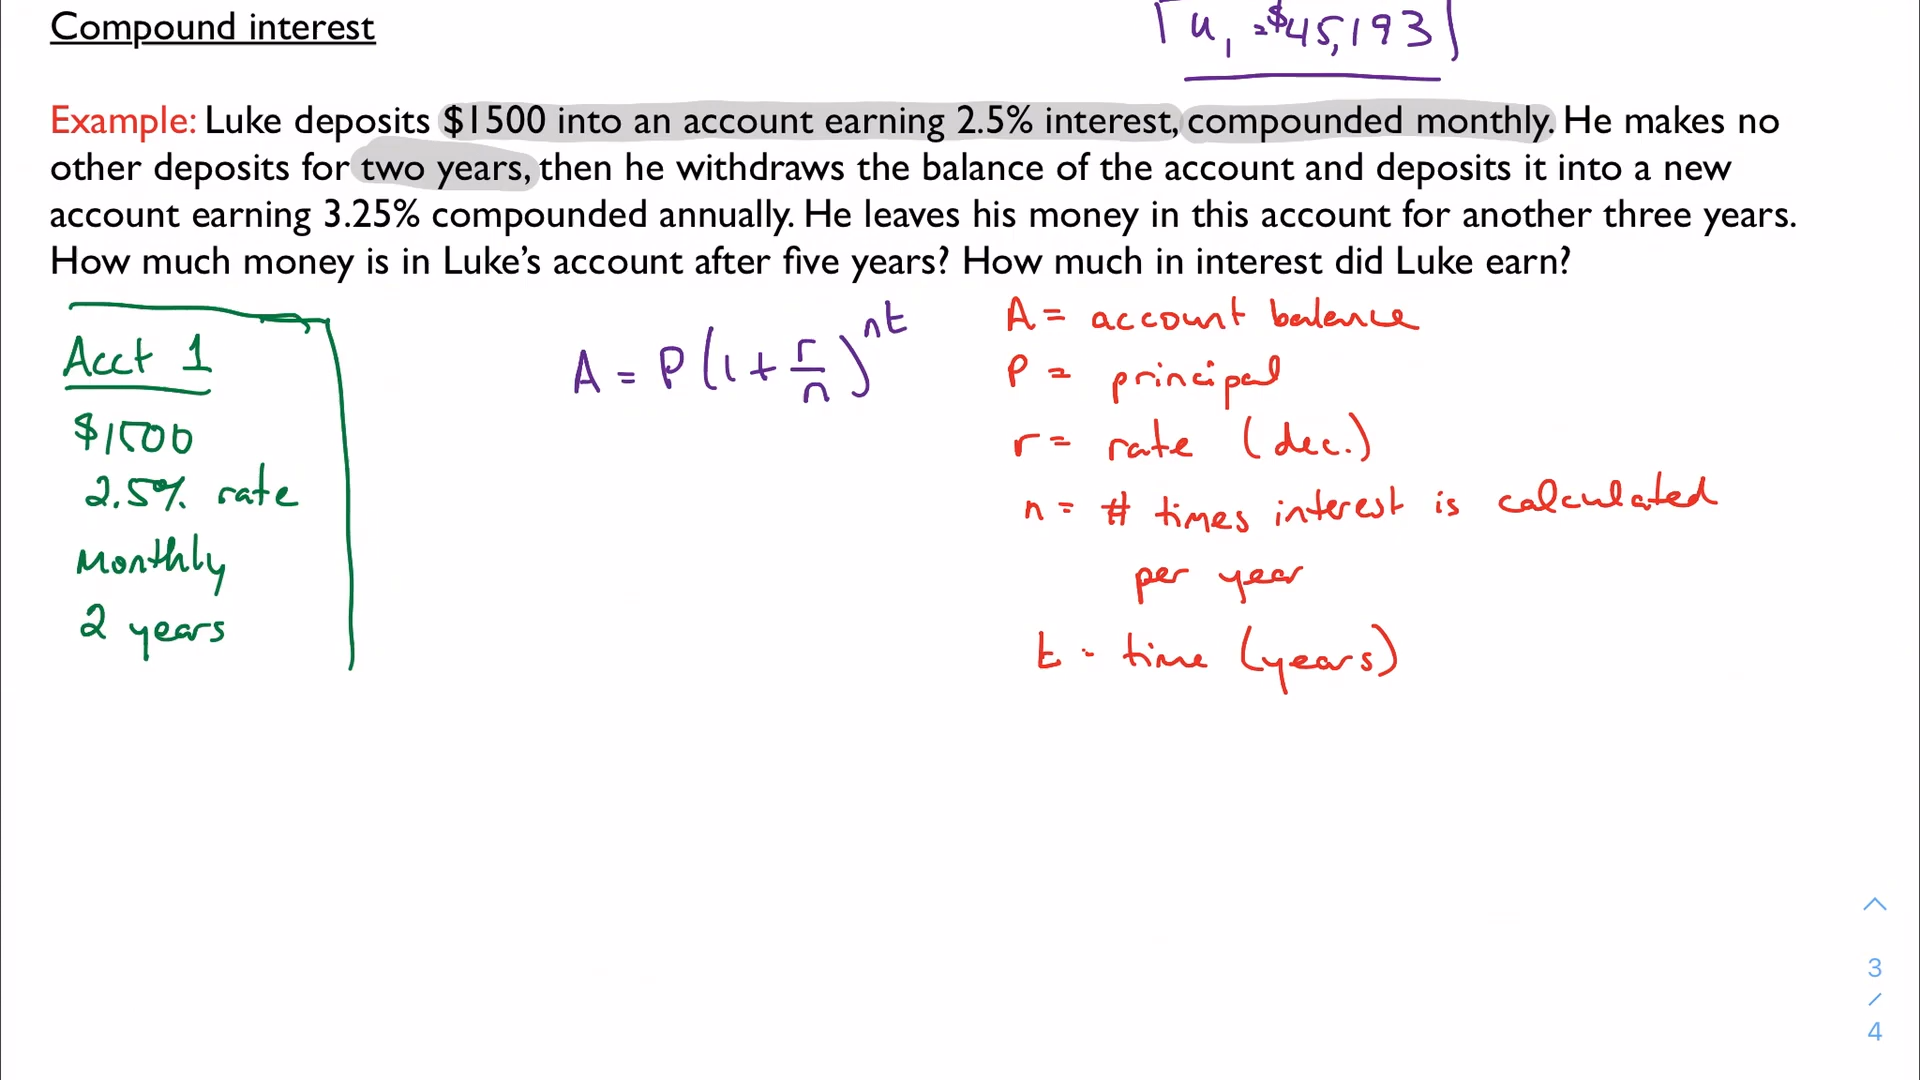 Compound interest
u₁ = $45,193
Example: Luke deposits $1500 into an account earning 2.5% interest, compounded monthly. He makes no
other deposits for two years, then he withdraws the balance of the account and deposits it into a new
account earning 3.25% compounded annually. He leaves his money in this account for another three years.
How much money is in Luke's account after five years? How much in interest did Luke earn?
Acct 1
$1500
2.5% rate
Monthly
2 years
A = P(1 + r/n)^nt
A = account balance
P = principal
r = rate (dec.)
n = # times interest is calculated
per year
t = time (years)
3
/
4